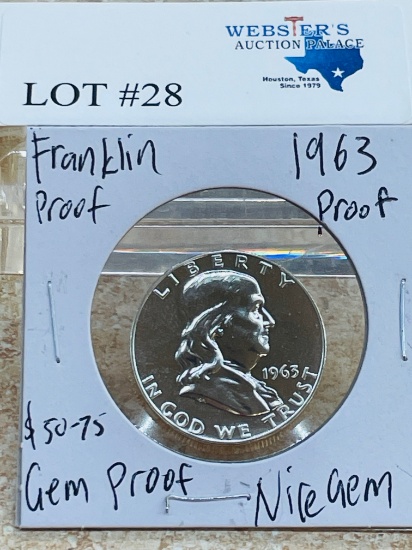 WEBSTER'S
AUCTION PALACE
Houston, Texas
Since 1979
LOT #28
Franklin 1963
Proof Proof
LIBERTY
1963
IN GOD WE TRUST
$50-75
Gem Proof Nice Gem